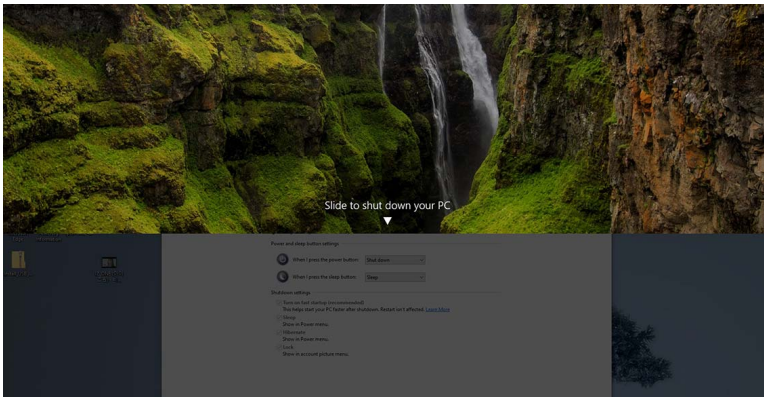 Slide to shut down your PC
Power and sleep button settings
When I press the power button:
Shut down
When I press the sleep button:
Sleep
Shutdown settings
Turn on fast startup (recommended)
This helps start your PC faster after shutdown. Restart isn't affected. Learn More
Sleep
Show in Power menu.
Hibernate
Show in Power menu.
Lock
Show in account picture menu.